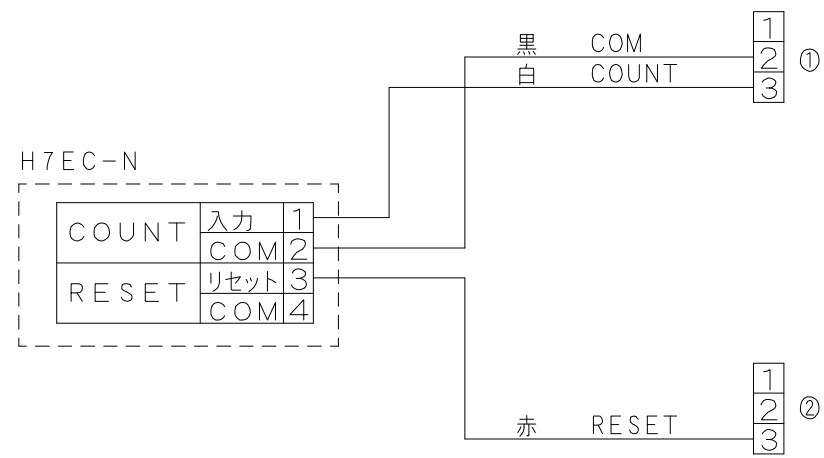 1
黒 COM 2 ①
白 COUNT 3
H7EC-N
COUNT 入力 1
COM 2
RESET リセット 3
COM 4
1
2 ②
赤 RESET 3